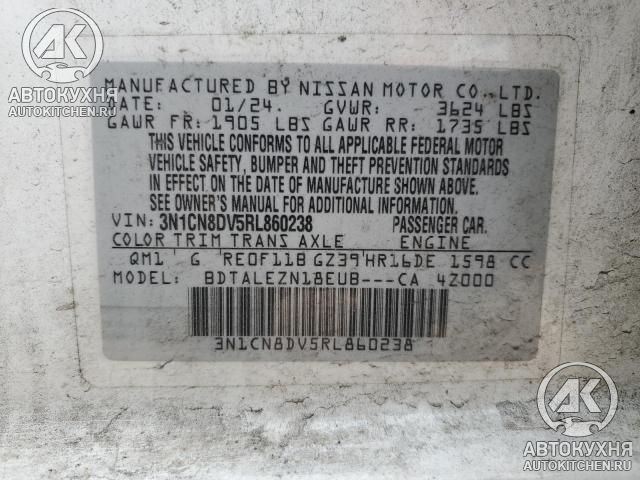 AK
АВТОКУХНЯ
AUTOKITCHEN.RU
MANUFACTURED BY NISSAN MOTOR CO., LTD.
DATE: 01/24. GVWR: 3624 LBS
GAWR FR: 1905 LBS GAWR RR: 1735 LBS
THIS VEHICLE CONFORMS TO ALL APPLICABLE FEDERAL MOTOR
VEHICLE SAFETY, BUMPER AND THEFT PREVENTION STANDARDS
IN EFFECT ON THE DATE OF MANUFACTURE SHOWN ABOVE.
SEE OWNER'S MANUAL FOR ADDITIONAL INFORMATION.
VIN: 3N1CN8DV5RL860238 PASSENGER CAR.
COLOR TRIM TRANS AXLE ENGINE
QM1 G RE0F11B GZ39 HR16DE 1598 CC
MODEL: BDTALEZN18EUB---CA 4Z000
3N1CN8DV5RL860238
AK
АВТОКУХНЯ
AUTOKITCHEN.RU